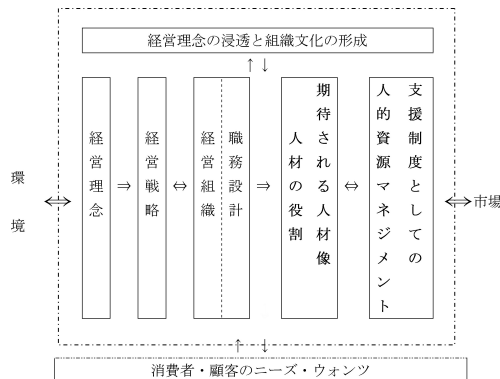 経営理念の浸透と組織文化の形成
↑ ↓
環境
⇔
経営理念
⇒
経営戦略
⇔
経営組織
職務設計
⇒
期待される人材像
人材の役割
⇔
支援制度としての
人的資源マネジメント
⇔
市場
↑ ↓
消費者・顧客のニーズ・ウォンツ